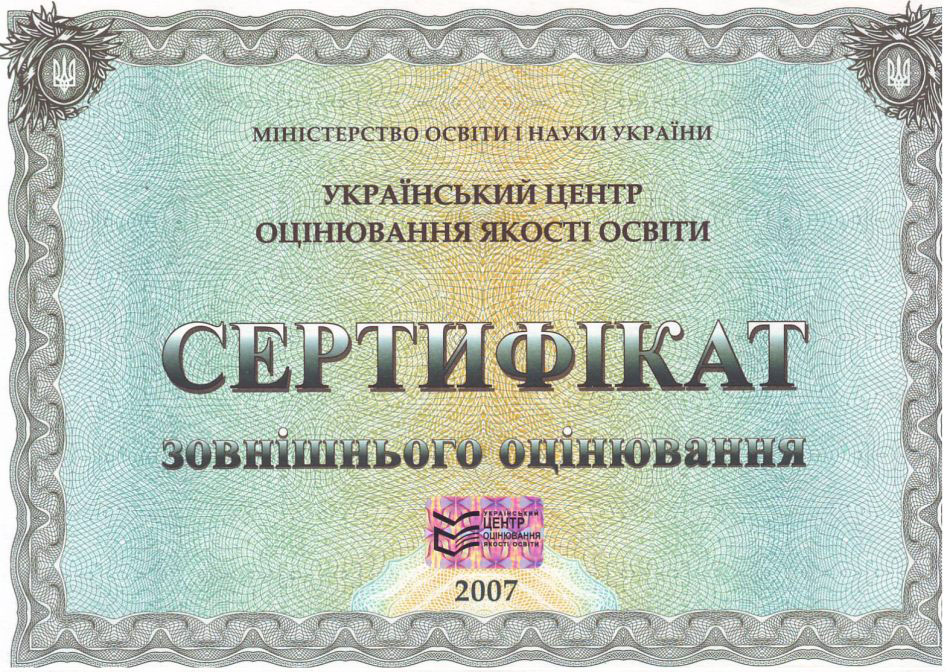 МІНІСТЕРСТВО ОСВІТИ І НАУКИ УКРАЇНИ
УКРАЇНСЬКИЙ ЦЕНТР
ОЦІНЮВАННЯ ЯКОСТІ ОСВІТИ
СЕРТИФІКАТ
зовнішнього оцінювання
УКРАЇНСЬКИЙ
ЦЕНТР
ОЦІНЮВАННЯ
ЯКОСТІ ОСВІТИ
2007